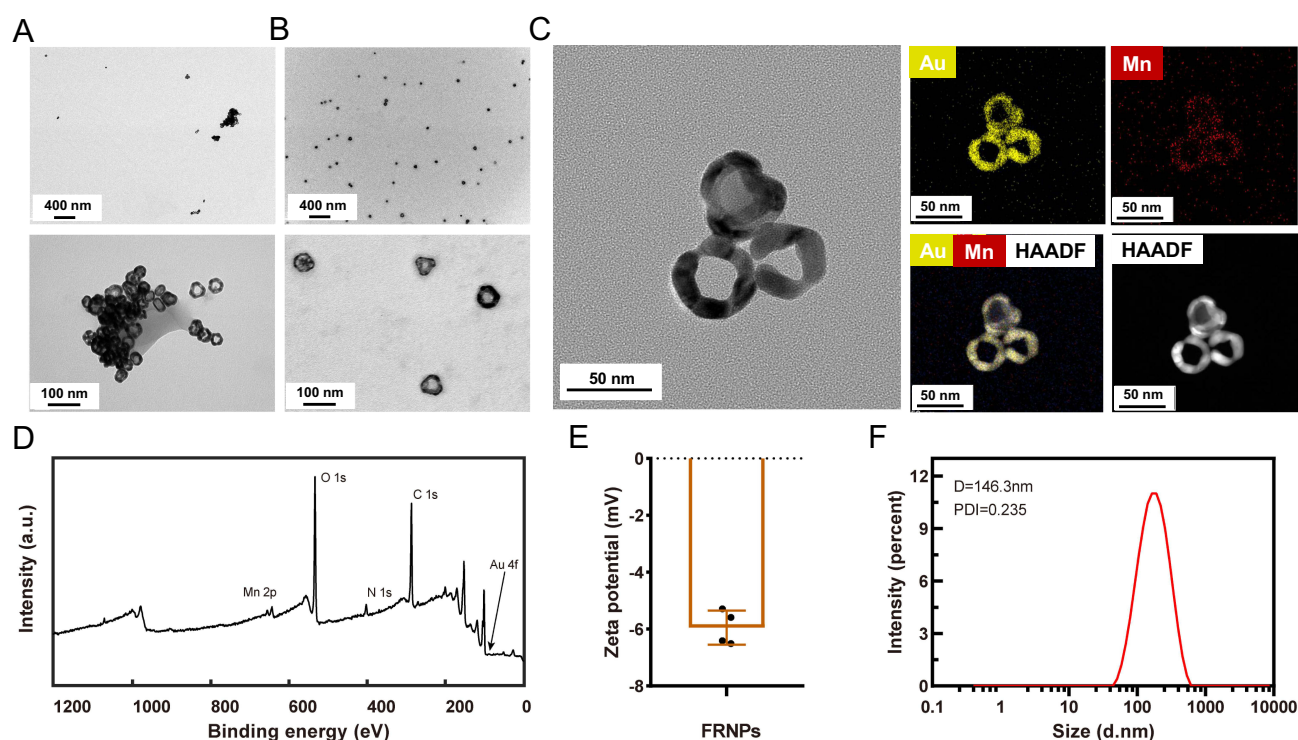 A
B
C
400 nm
400 nm
100 nm
100 nm
50 nm
Au
Mn
50 nm
50 nm
Au Mn HAADF
HAADF
50 nm
50 nm
D
Intensity (a.u.)
O 1s
C 1s
Mn 2p
N 1s
Au 4f
1200 1000 800 600 400 200 0
Binding energy (eV)
E
Zeta potential (mV)
0
-2
-4
-6
-8
FRNPs
F
Intensity (percent)
12
9
6
3
0
D=146.3nm
PDI=0.235
0.1 1 10 100 1000 10000
Size (d.nm)